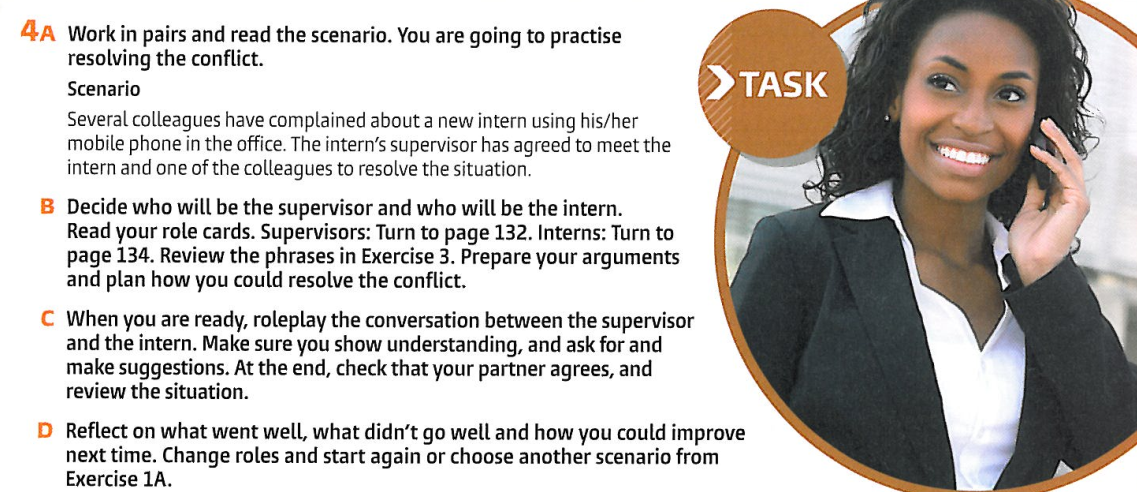 4A Work in pairs and read the scenario. You are going to practise
resolving the conflict.
Scenario
Several colleagues have complained about a new intern using his/her
mobile phone in the office. The intern's supervisor has agreed to meet the
intern and one of the colleagues to resolve the situation.
B Decide who will be the supervisor and who will be the intern.
Read your role cards. Supervisors: Turn to page 132. Interns: Turn to
page 134. Review the phrases in Exercise 3. Prepare your arguments
and plan how you could resolve the conflict.
C When you are ready, roleplay the conversation between the supervisor
and the intern. Make sure you show understanding, and ask for and
make suggestions. At the end, check that your partner agrees, and
review the situation.
D Reflect on what went well, what didn't go well and how you could improve
next time. Change roles and start again or choose another scenario from
Exercise 1A.
TASK